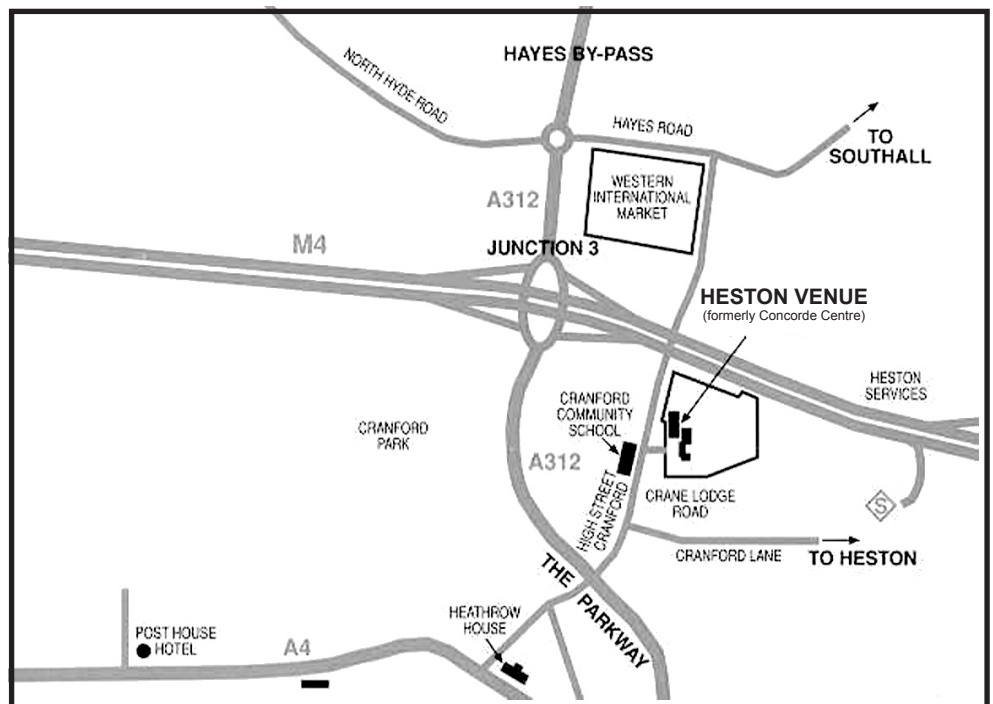 HAYES BY-PASS
NORTH HYDE ROAD
HAYES ROAD
TO
SOUTHALL
WESTERN
INTERNATIONAL
MARKET
A312
M4
JUNCTION 3
HESTON VENUE
(formerly Concorde Centre)
HESTON
SERVICES
CRANFORD
COMMUNITY
SCHOOL
CRANFORD
PARK
A312
HIGH STREET
CRANFORD
CRANE LODGE
ROAD
S
CRANFORD LANE
TO HESTON
THE PARKWAY
HEATHROW
HOUSE
POST HOUSE
HOTEL
A4